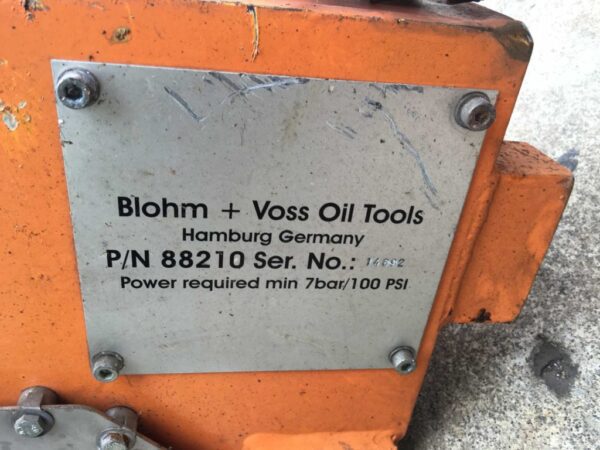 Blohm + Voss Oil Tools
Hamburg Germany
P/N 88210 Ser. No.:
Power required min 7bar/100 PSI